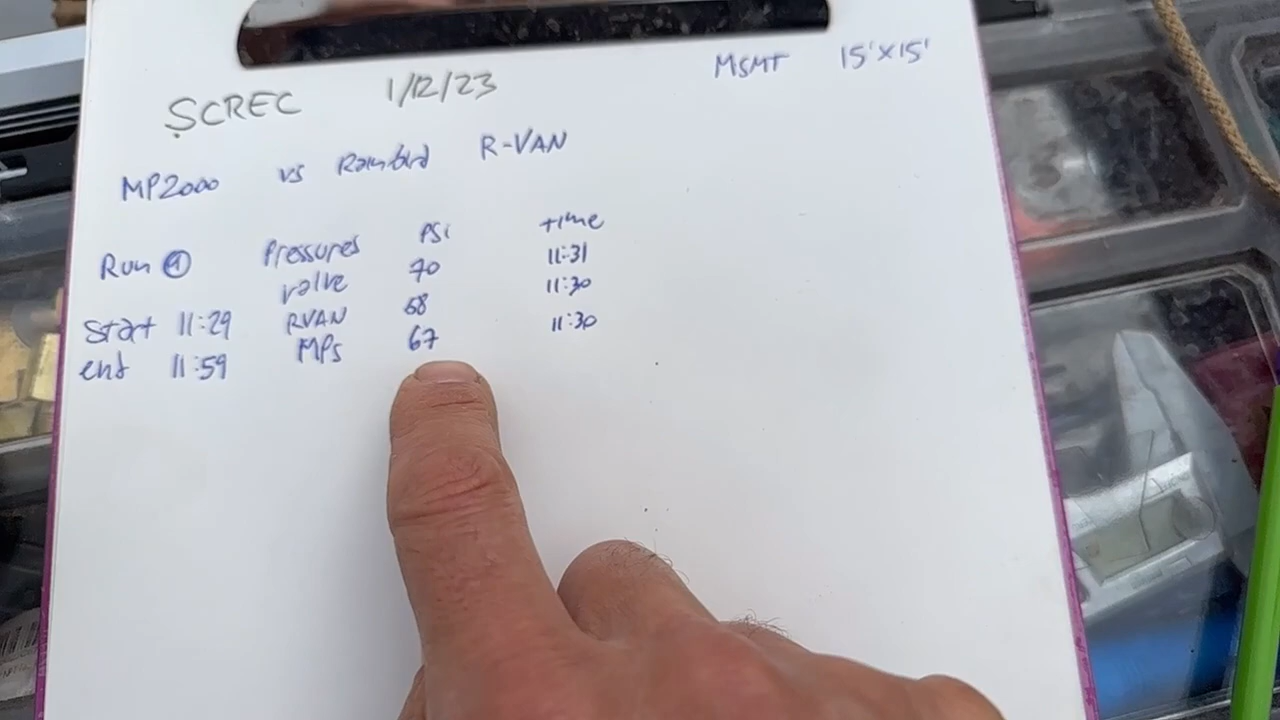 SCREC 1/12/23 MSMT 15'X15'
MP2000 vs Rainbird R-VAN
Pressures PSi time
Run ① valve 70 11:31
Start 11:29 RVAN 68 11:30
end 11:59 MPs 67 11:30